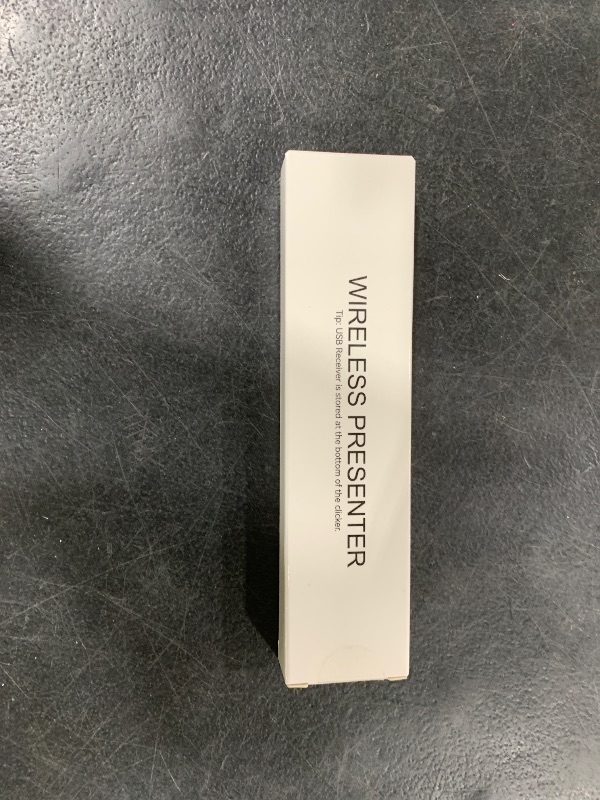 WIRELESS PRESENTER
Tip: USB Receiver is stored at the bottom of the clicker.